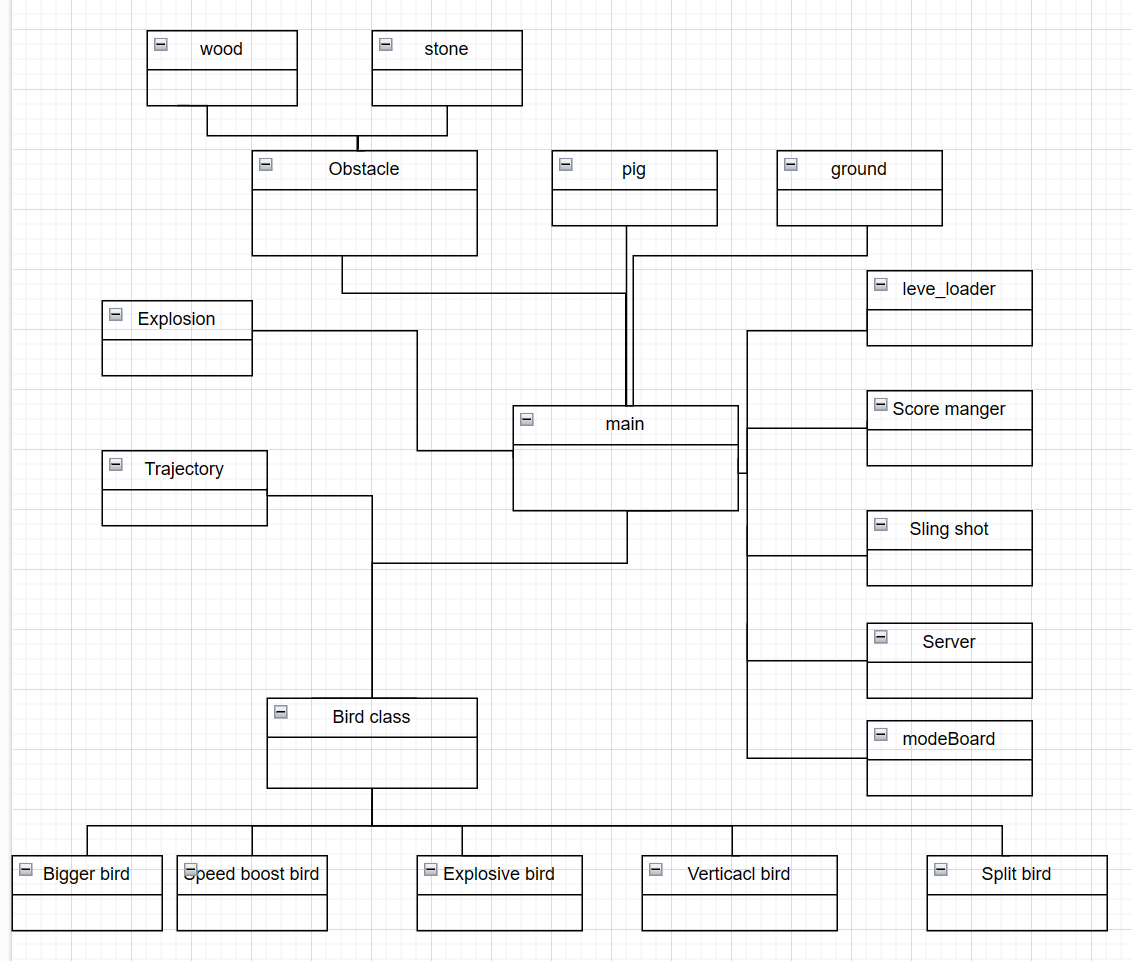 wood
stone
Obstacle
pig
ground
leve_loader
Explosion
Score manger
main
Trajectory
Sling shot
Server
Bird class
modeBoard
Bigger bird
Speed boost bird
Explosive bird
Verticacl bird
Split bird